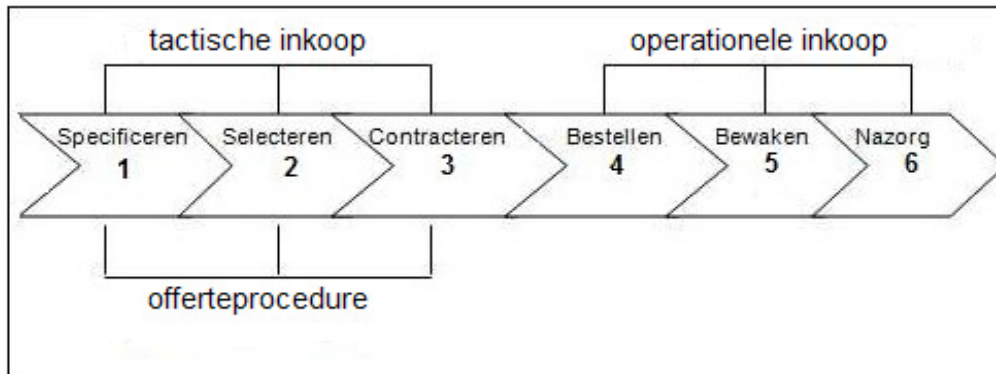 tactische inkoop
operationele inkoop
Specificeren
1
Selecteren
2
Contracteren
3
Bestellen
4
Bewaken
5
Nazorg
6
offerteprocedure